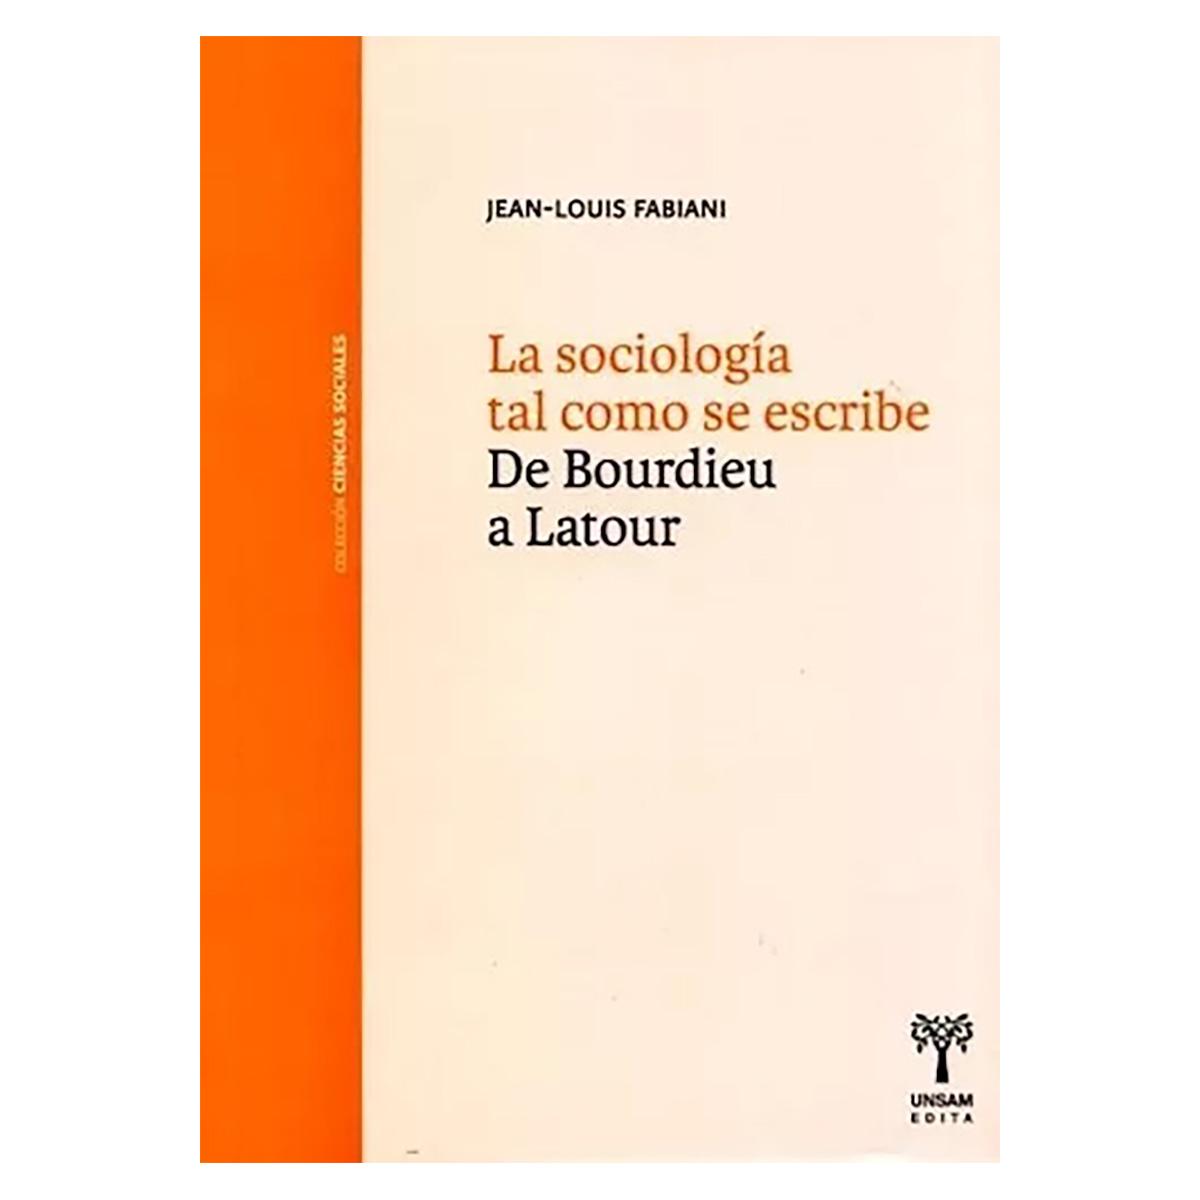 JEAN-LOUIS FABIANI
La sociología
tal como se escribe
De Bourdieu
a Latour
COLECCIÓN CIENCIAS SOCIALES
UNSAM
EDITA